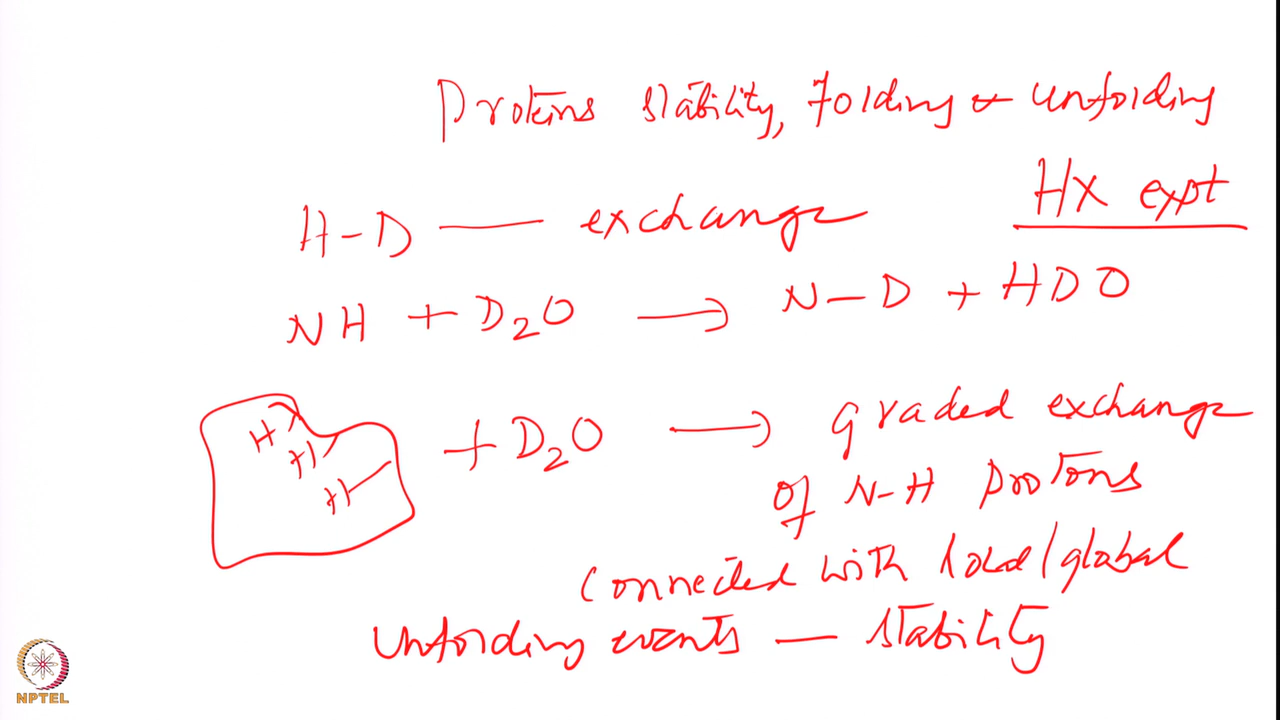 Proteins stability, folding & unfolding
HX expt
H-D — exchange
NH + D2O → N-D + HDO
H
H
H
+ D2O → graded exchange
of N-H protons
connected with local/global
unfolding events — stability
NPTEL